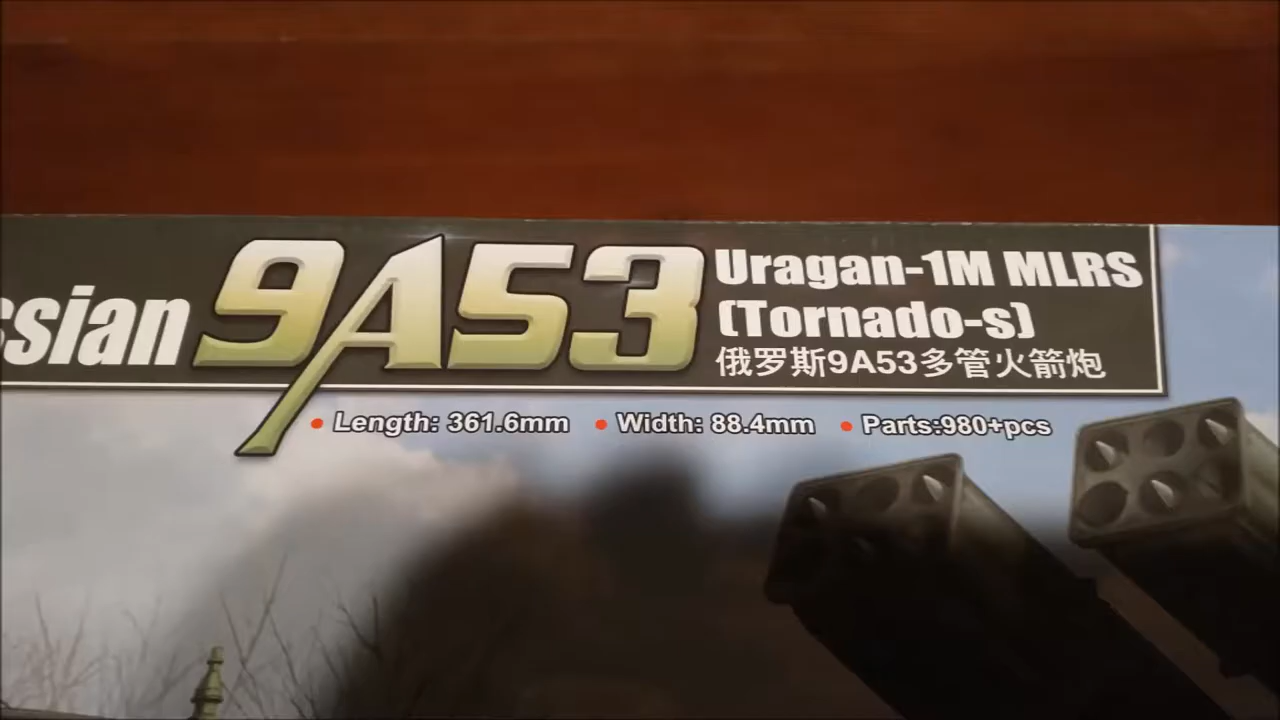 ssian 9A53 Uragan-1M MLRS
(Tornado-s)
俄罗斯9A53多管火箭炮
• Length: 361.6mm • Width: 88.4mm • Parts:980+pcs